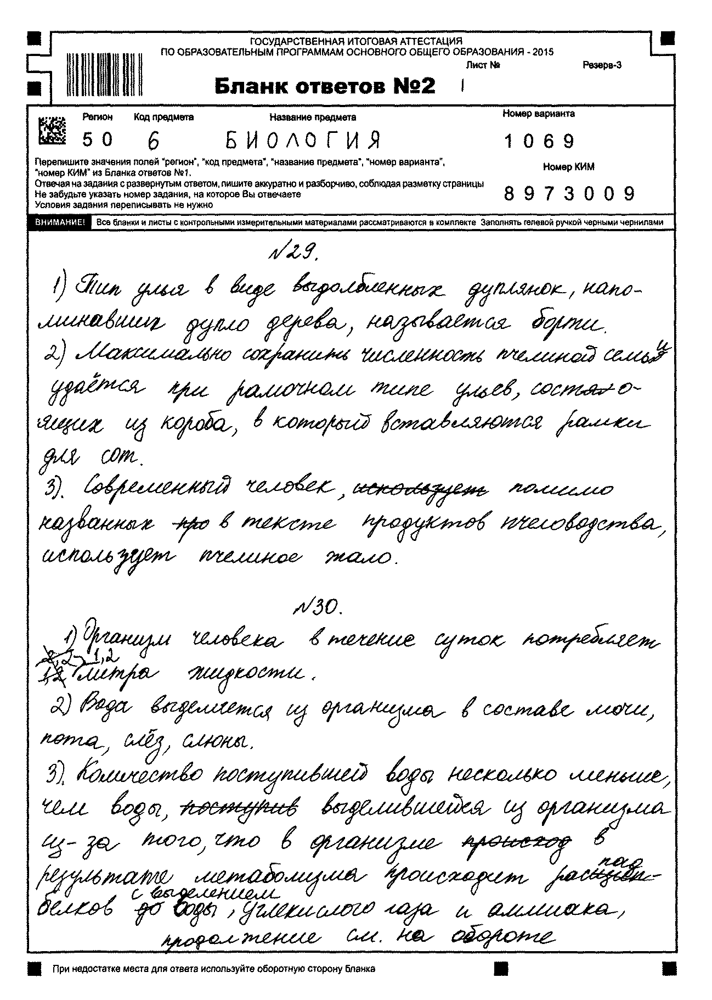 ГОСУДАРСТВЕННАЯ ИТОГОВАЯ АТТЕСТАЦИЯ
ПО ОБРАЗОВАТЕЛЬНЫМ ПРОГРАММАМ ОСНОВНОГО ОБЩЕГО ОБРАЗОВАНИЯ - 2015
Лист № Резерв-3
Бланк ответов №2 1
Регион Код предмета Название предмета Номер варианта
50 6 БИОЛОГИЯ 1069
Перепишите значения полей "регион", "код предмета", "название предмета", "номер варианта",
"номер КИМ" из Бланка ответов №1.
Номер КИМ
Отвечая на задания с развернутым ответом, пишите аккуратно и разборчиво, соблюдая разметку страницы
Не забудьте указать номер задания, на которое Вы отвечаете
8973009
Условия задания переписывать не нужно
ВНИМАНИЕ! Все бланки и листы с контрольными измерительными материалами рассматриваются в комплекте Заполнять гелевой ручкой черными чернилами
№29.
1) Тип улья в виде выдолбленных дуплянок, напо-
минавших дупло дерева, называется борти.
2) Максимально сохранить численность пчелиной семьи
удаётся при рамочном типе ульев, состо-
ящих из короба, в который вставляются рамки
для сот.
3). Современный человек, использует помимо
названных про в тексте продуктов пчеловодства,
использует пчелиное жало.
№30.
1) Организм человека в течение суток потребляет
2,2 1,2
1,2 литра жидкости.
2) Вода выделяется из организма в составе мочи,
пота, слёз, слюны.
3). Количество поступившей воды несколько меньше,
чем воды, поступив выделившейся из организма
из-за того, что в организме происход в
результате метаболизма происходит распад
белков до с выделением воды, углекислого газа и аммиака,
продолжение см. на обороте
При недостатке места для ответа используйте оборотную сторону бланка